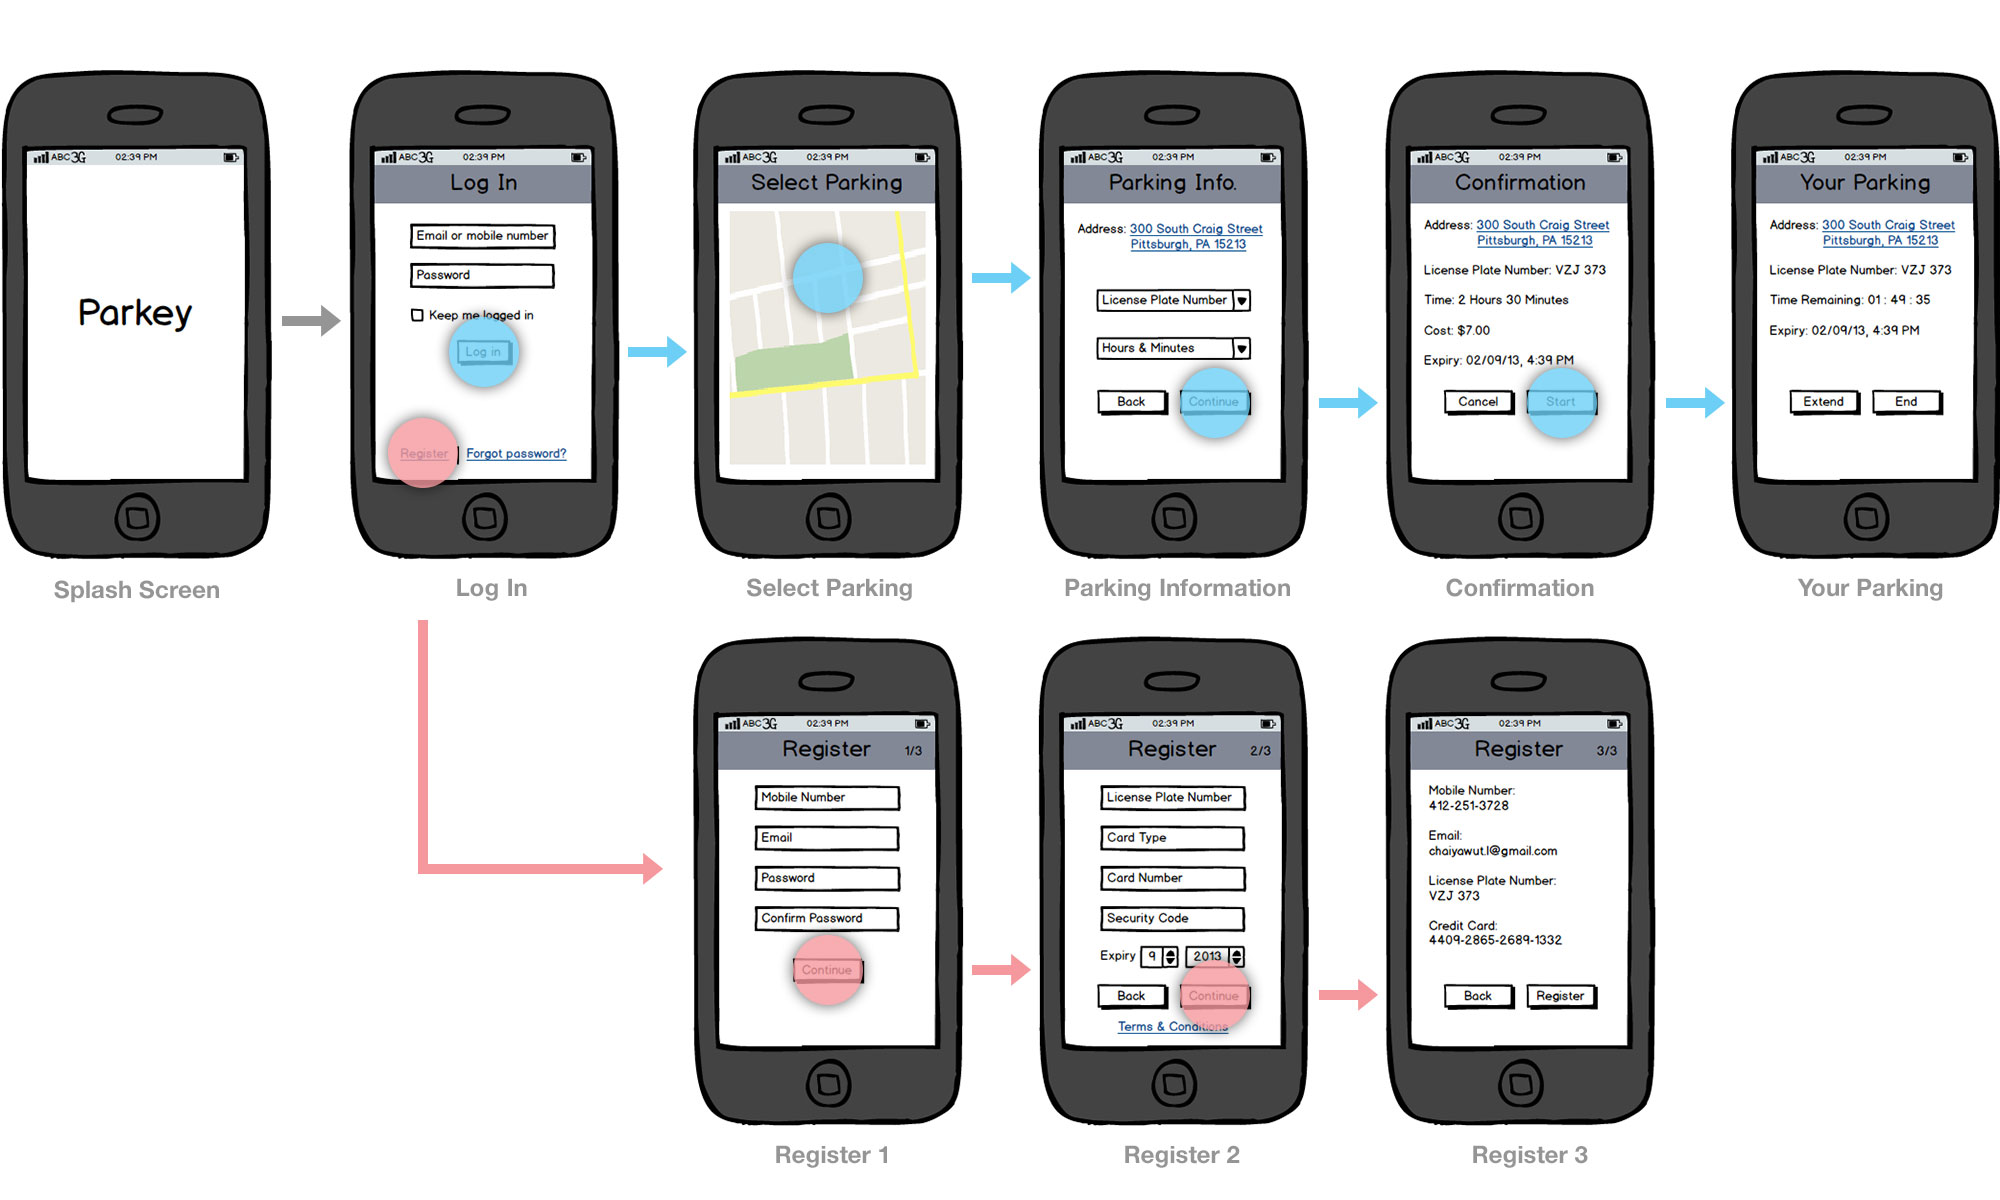 ABC 3G 02:39 PM
Parkey
Splash Screen
ABC 3G 02:39 PM
Log In
Email or mobile number
Password
Keep me logged in
Log in
Register
Forgot password?
Log In
ABC 3G 02:39 PM
Select Parking
Select Parking
ABC 3G 02:39 PM
Parking Info.
Address: 300 South Craig Street
Pittsburgh, PA 15213
License Plate Number
Hours & Minutes
Back
Continue
Parking Information
ABC 3G 02:39 PM
Confirmation
Address: 300 South Craig Street
Pittsburgh, PA 15213
License Plate Number: VZJ 373
Time: 2 Hours 30 Minutes
Cost: $7.00
Expiry: 02/09/13, 4:39 PM
Cancel
Start
Confirmation
ABC 3G 02:39 PM
Your Parking
Address: 300 South Craig Street
Pittsburgh, PA 15213
License Plate Number: VZJ 373
Time Remaining: 01 : 49 : 35
Expiry: 02/09/13, 4:39 PM
Extend
End
Your Parking
ABC 3G 02:39 PM
Register 1/3
Mobile Number
Email
Password
Confirm Password
Continue
Register 1
ABC 3G 02:39 PM
Register 2/3
License Plate Number
Card Type
Card Number
Security Code
Expiry 9 2013
Back
Continue
Terms & Conditions
Register 2
ABC 3G 02:39 PM
Register 3/3
Mobile Number:
412-251-3728
Email:
chaiyawut.l@gmail.com
License Plate Number:
VZJ 373
Credit Card:
4409-2865-2689-1332
Back
Register
Register 3